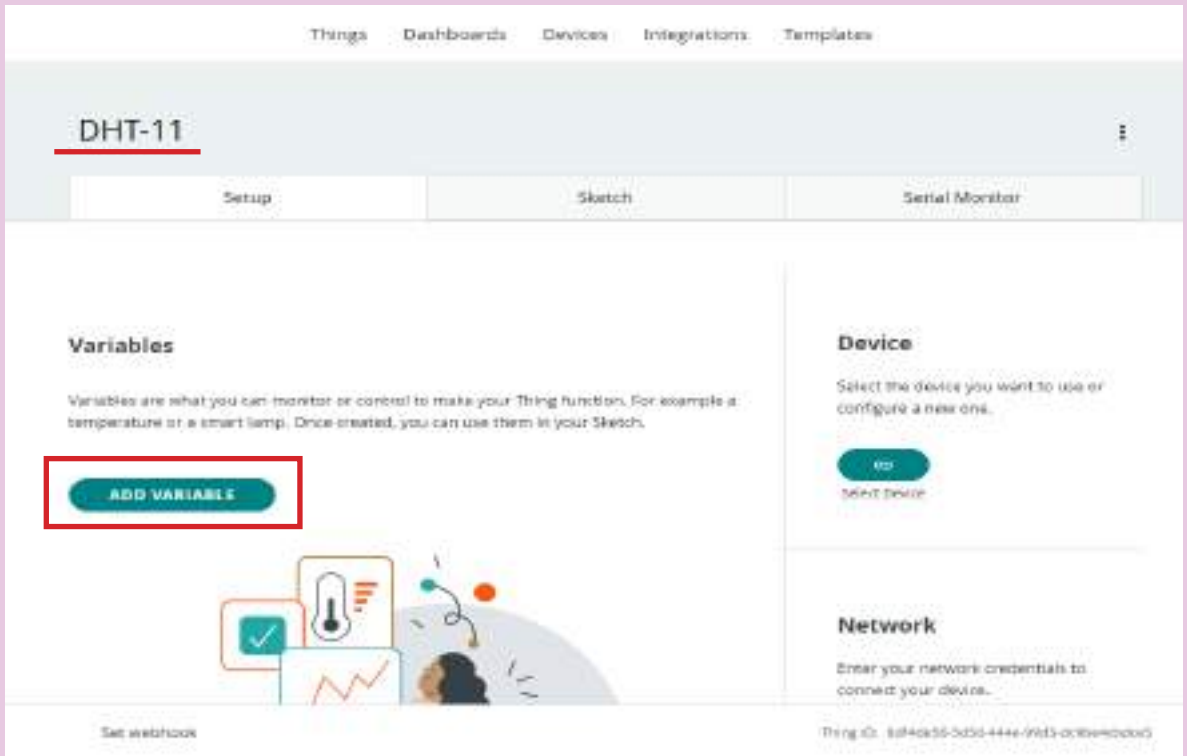 Things Dashboards Devices Integrations Templates
DHT-11
Setup Sketch Serial Monitor
Variables
Variables are what you can monitor or control to make your Thing function. For example a
temperature or a smart lamp. Once created, you can use them in your Sketch.
ADD VARIABLE
Device
Select the device you want to use or
configure a new one.
Select Device
Network
Enter your network credentials to
connect your device.
Set webhook
Thing ID: